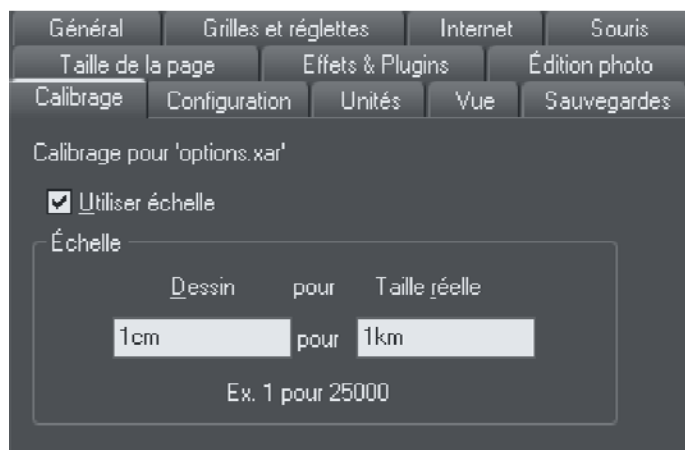 Général Grilles et réglettes Internet Souris
Taille de la page Effets & Plugins Édition photo
Calibrage Configuration Unités Vue Sauvegardes
Calibrage pour 'options.xar'
Utiliser échelle
Échelle
Dessin pour Taille réelle
1cm pour 1km
Ex. 1 pour 25000